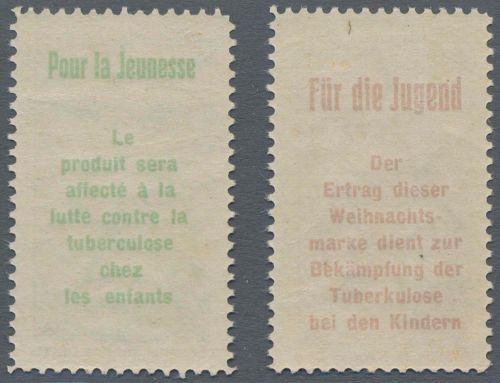 Pour la Jeunesse
Le
produit sera
affecté à la
lutte contre la
tuberculose
chez
les enfants
Für die Jugend
Der
Ertrag dieser
Weihnachts-
marke dient zur
Bekämpfung der
Tuberkulose
bei den Kindern